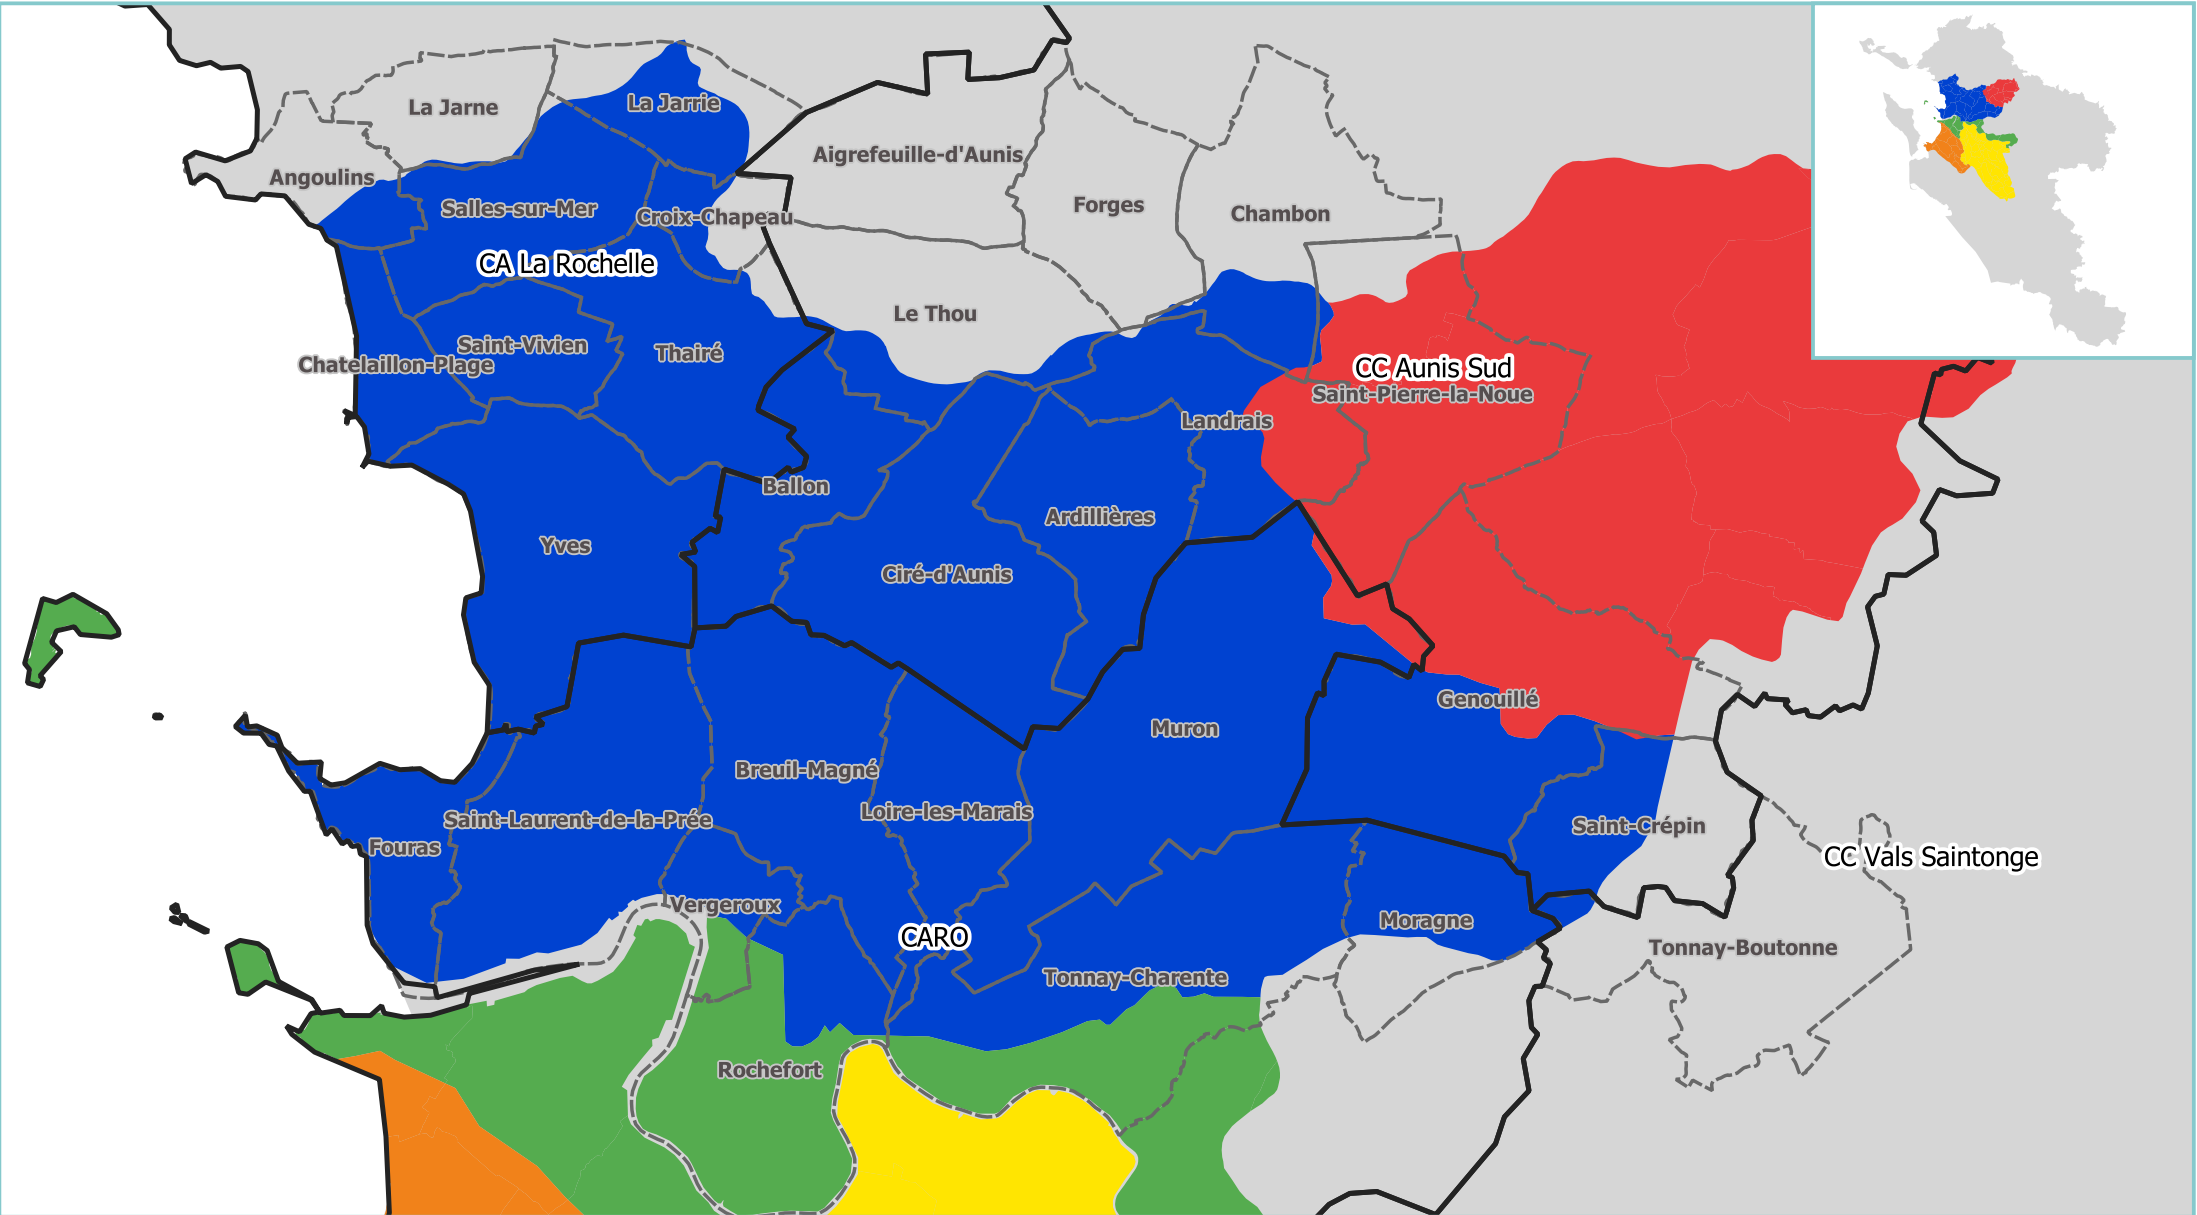 La Jarrie
La Jarne
Aigrefeuille-d'Aunis
Angoulins
Salles-sur-Mer
Croix-Chapeau
Forges
Chambon
CA La Rochelle
Le Thou
Saint-Vivien
Thairé
Chatelaillon-Plage
CC Aunis Sud
Saint-Pierre-la-Noue
Landrais
Ballon
Ardillières
Yves
Ciré-d'Aunis
Genouillé
Muron
Breuil-Magné
Loire-les-Marais
Saint-Laurent-de-la-Prée
Saint-Crépin
Fouras
CC Vals Saintonge
Vergeroux
Moragne
CARO
Tonnay-Boutonne
Tonnay-Charente
Rochefort